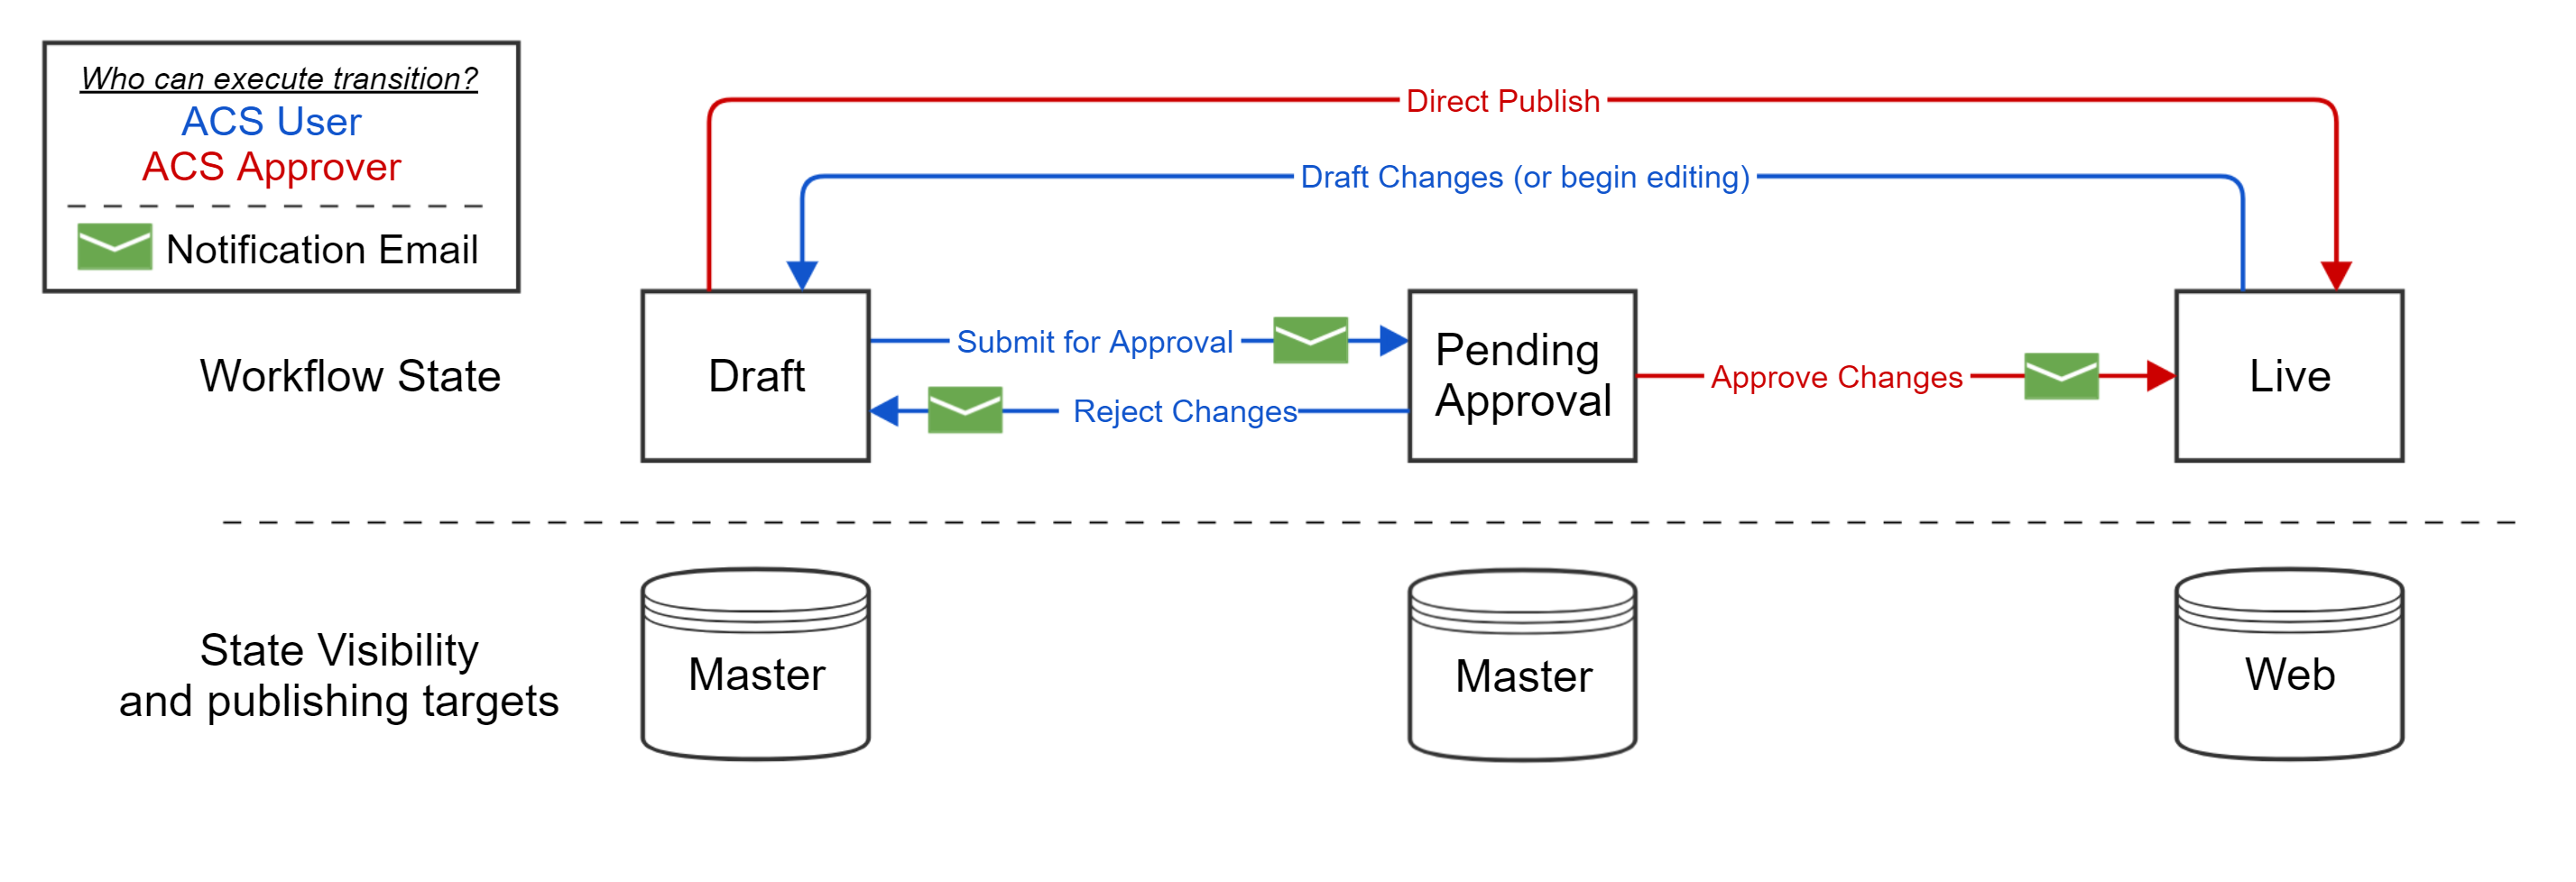 Who can execute transition?
ACS User
ACS Approver
Notification Email
Direct Publish
Draft Changes (or begin editing)
Workflow State
Draft
Submit for Approval
Reject Changes
Pending
Approval
Approve Changes
Live
State Visibility
and publishing targets
Master
Master
Web